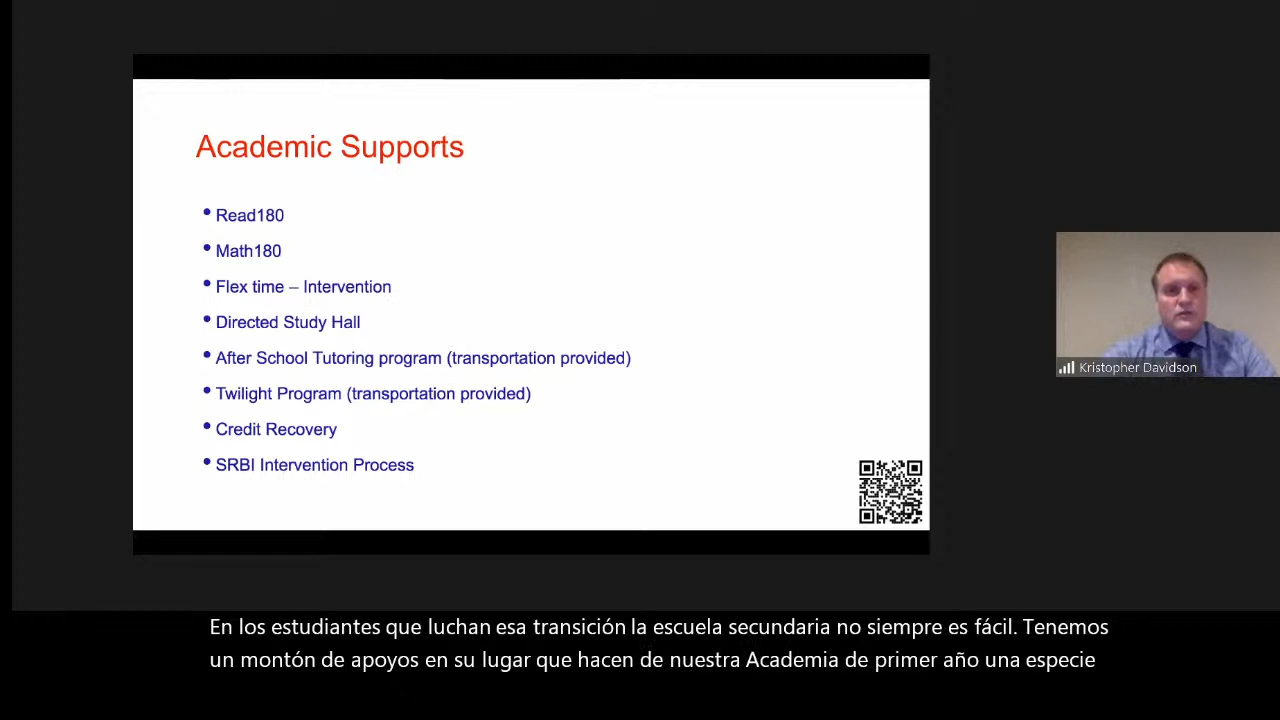 Academic Supports
• Read180
• Math180
• Flex time – Intervention
• Directed Study Hall
• After School Tutoring program (transportation provided)
• Twilight Program (transportation provided)
• Credit Recovery
• SRBI Intervention Process
Kristopher Davidson
En los estudiantes que luchan esa transición la escuela secundaria no siempre es fácil. Tenemos
un montón de apoyos en su lugar que hacen de nuestra Academia de primer año una especie